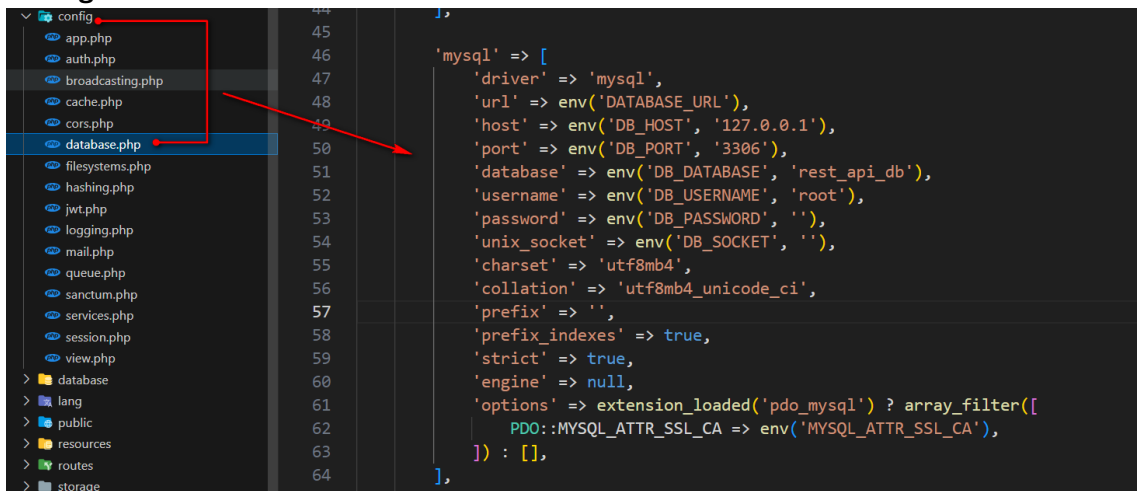 config
app.php
auth.php
broadcasting.php
cache.php
cors.php
database.php
filesystems.php
hashing.php
jwt.php
logging.php
mail.php
queue.php
sanctum.php
services.php
session.php
view.php
database
lang
public
resources
routes
storage
44 ],
45
46 'mysql' => [
47 'driver' => 'mysql',
48 'url' => env('DATABASE_URL'),
49 'host' => env('DB_HOST', '127.0.0.1'),
50 'port' => env('DB_PORT', '3306'),
51 'database' => env('DB_DATABASE', 'rest_api_db'),
52 'username' => env('DB_USERNAME', 'root'),
53 'password' => env('DB_PASSWORD', ''),
54 'unix_socket' => env('DB_SOCKET', ''),
55 'charset' => 'utf8mb4',
56 'collation' => 'utf8mb4_unicode_ci',
57 'prefix' => '',
58 'prefix_indexes' => true,
59 'strict' => true,
60 'engine' => null,
61 'options' => extension_loaded('pdo_mysql') ? array_filter([
62 PDO::MYSQL_ATTR_SSL_CA => env('MYSQL_ATTR_SSL_CA'),
63 ]) : [],
64 ],